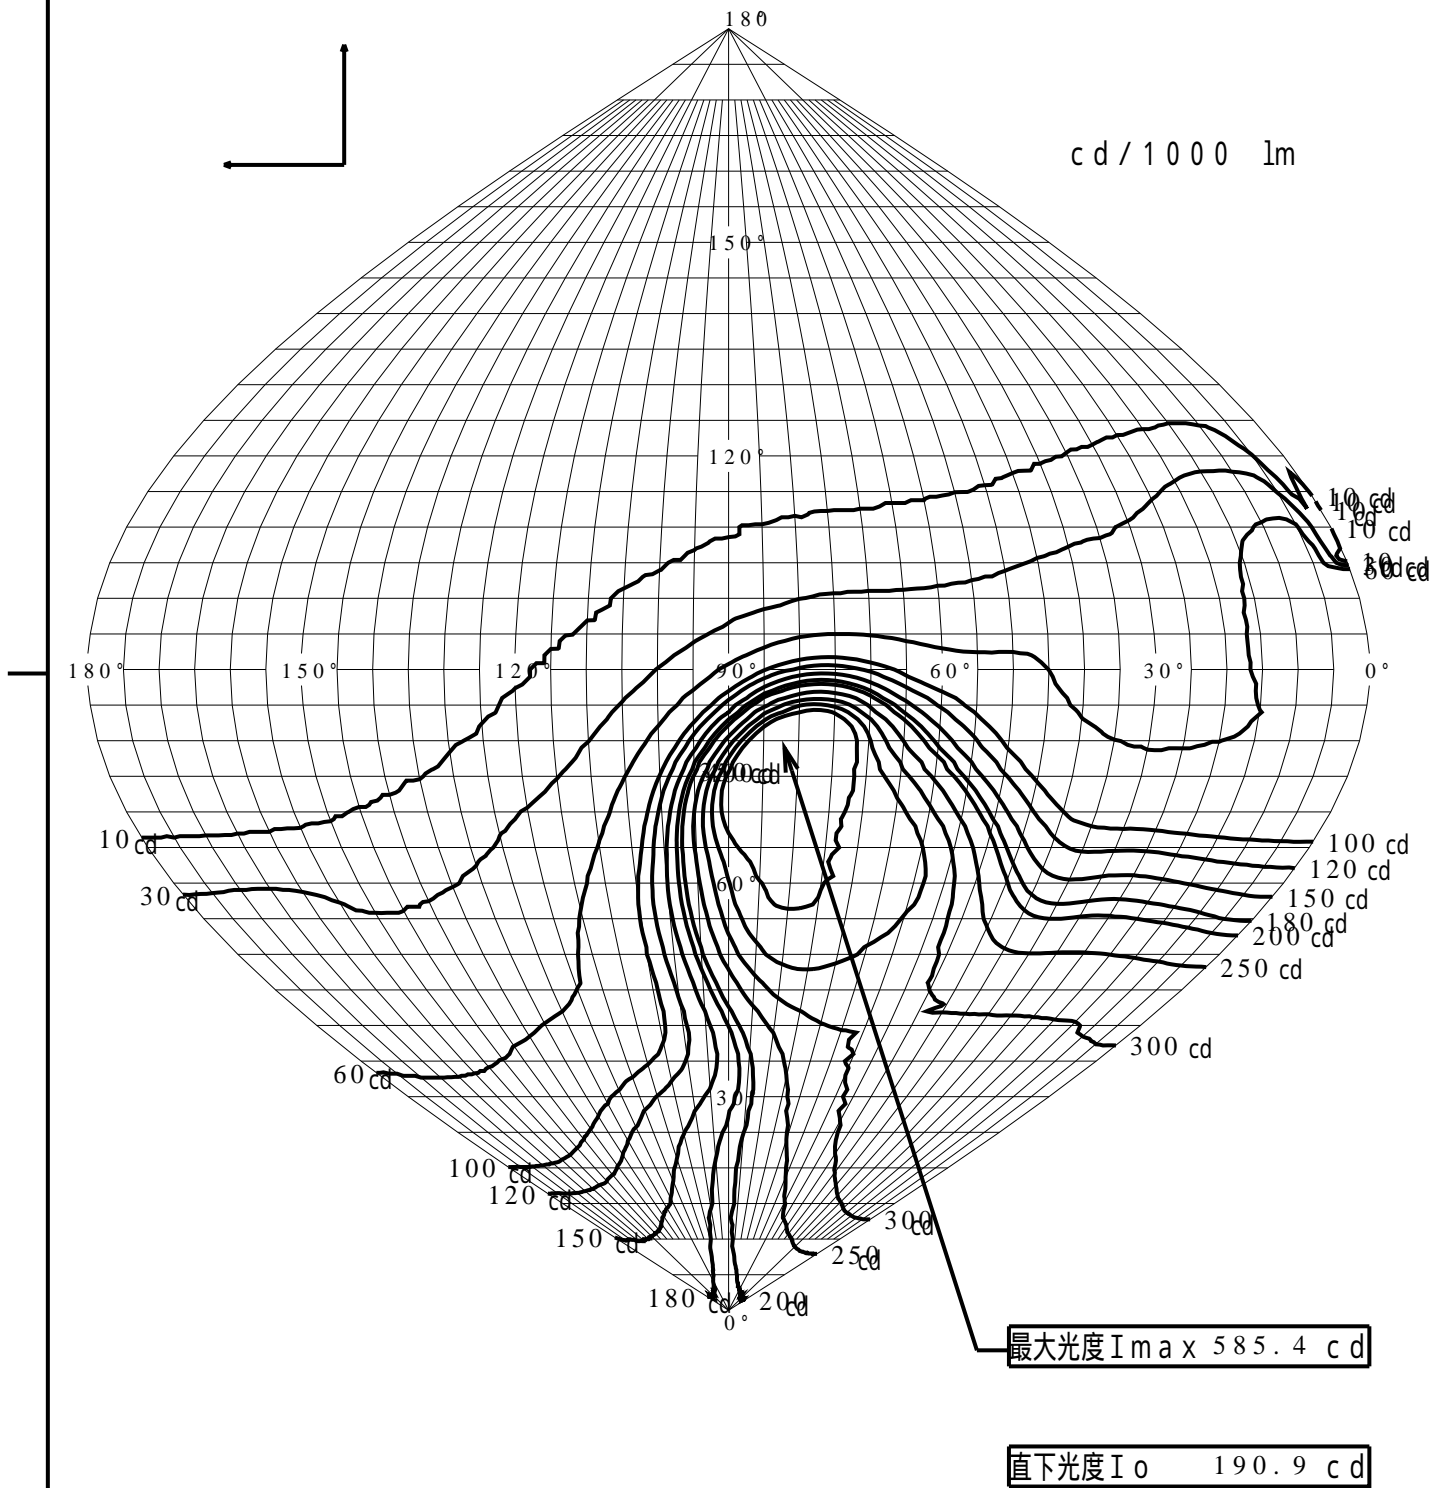 180°
cd/1000 lm
150°
120°
10 cd
10 cd
180°
150°
120°
90°
60°
30°
0°
10 cd
100 cd
120 cd
60°
30 cd
150 cd
180 cd
200 cd
250 cd
300 cd
60 cd
30
100 cd
120 cd
300 cd
150 cd
250 cd
180 cd
200 cd
0°
最大光度Imax 585.4 cd
直下光度Io 190.9 cd